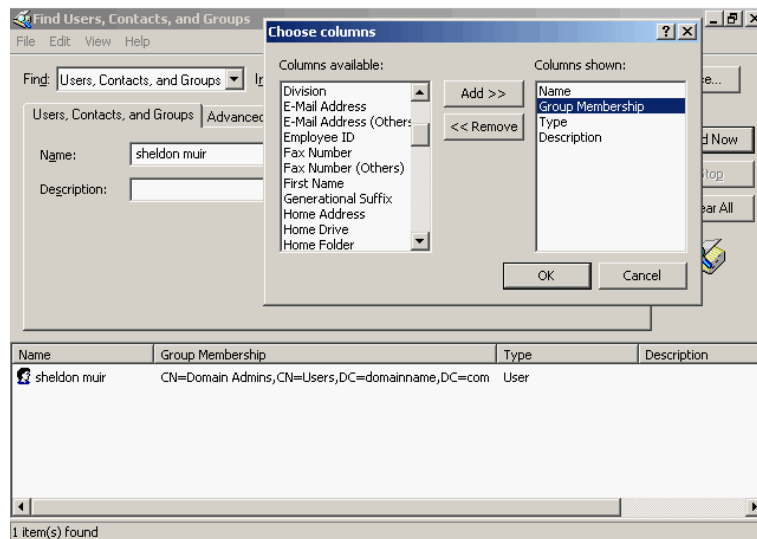 Find Users, Contacts, and Groups
File Edit View Help
Find: Users, Contacts, and Groups
Users, Contacts, and Groups Advanced
Name: sheldon muir
Description:
Choose columns
Columns available:
Division
E-Mail Address
E-Mail Address (Others
Employee ID
Fax Number
Fax Number (Others)
First Name
Generational Suffix
Home Address
Home Drive
Home Folder
Add >>
<< Remove
Columns shown:
Name
Group Membership
Type
Description
OK Cancel
d Now
top
ear All
Name Group Membership Type Description
sheldon muir CN=Domain Admins,CN=Users,DC=domainname,DC=com User
1 item(s) found